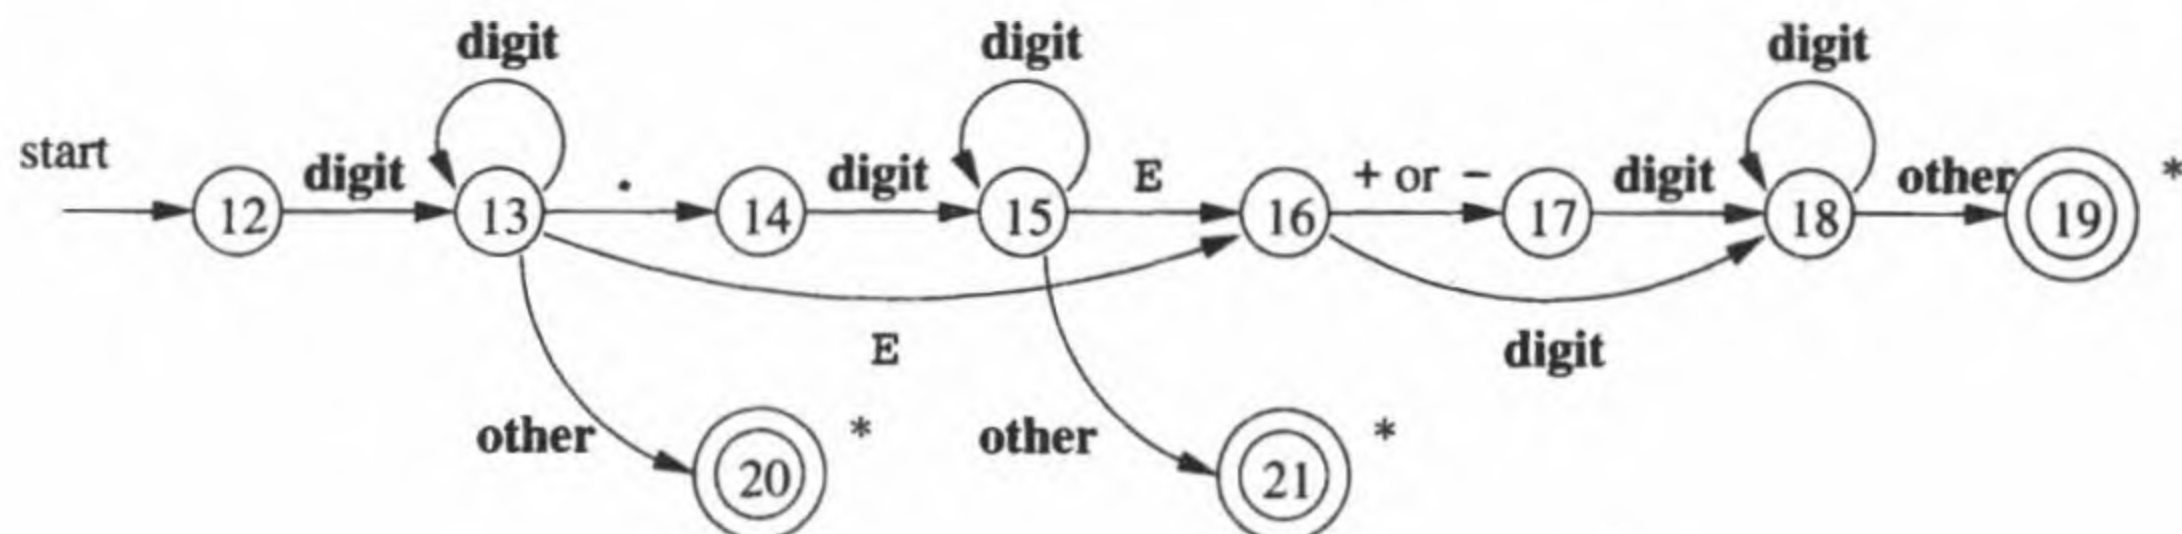 digit digit digit
start digit . digit E + or − digit other *
12 13 14 15 16 17 18 19
E digit
other * other *
20 21